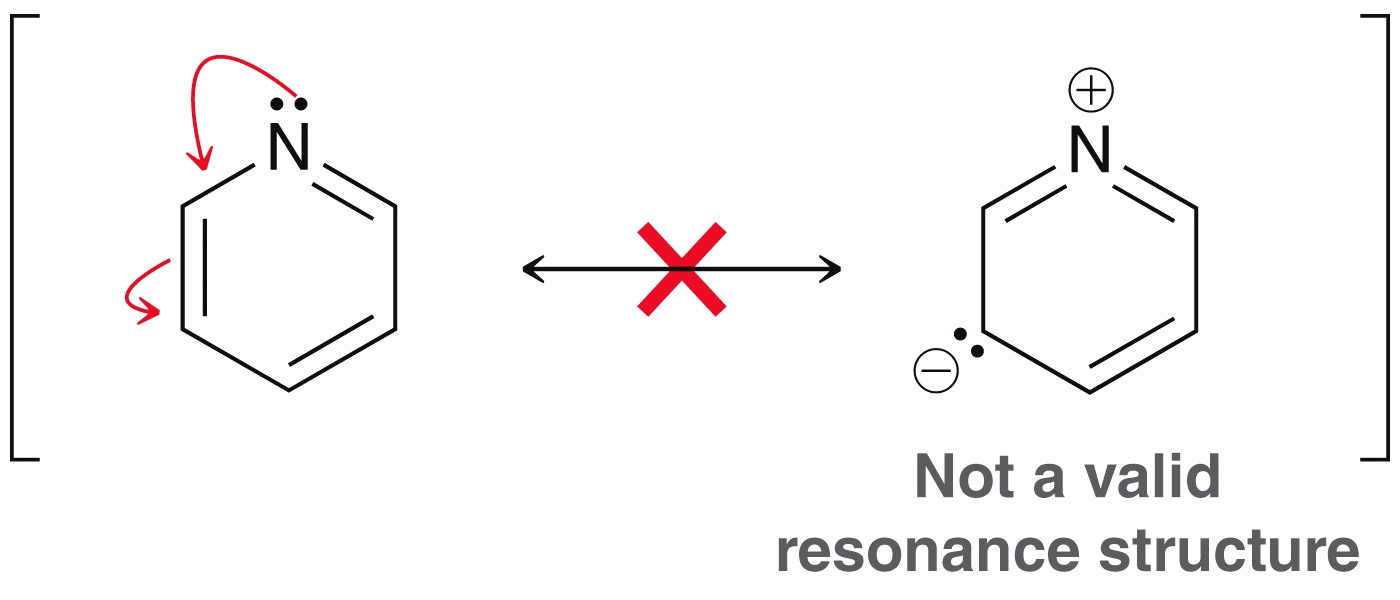 N
N
Not a valid
resonance structure